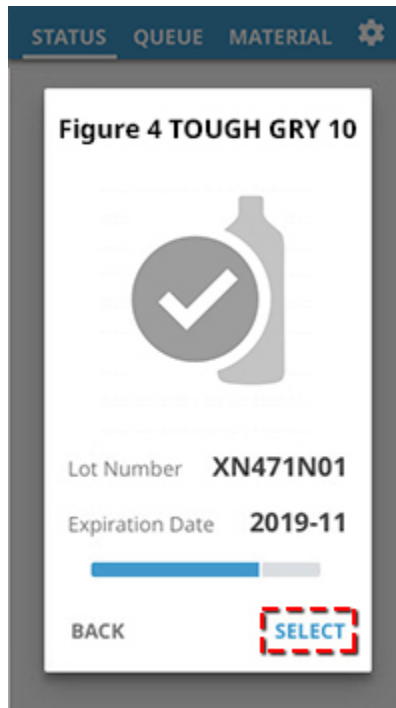 STATUS QUEUE MATERIAL
Figure 4 TOUGH GRY 10
Lot Number XN471N01
Expiration Date 2019-11
BACK SELECT